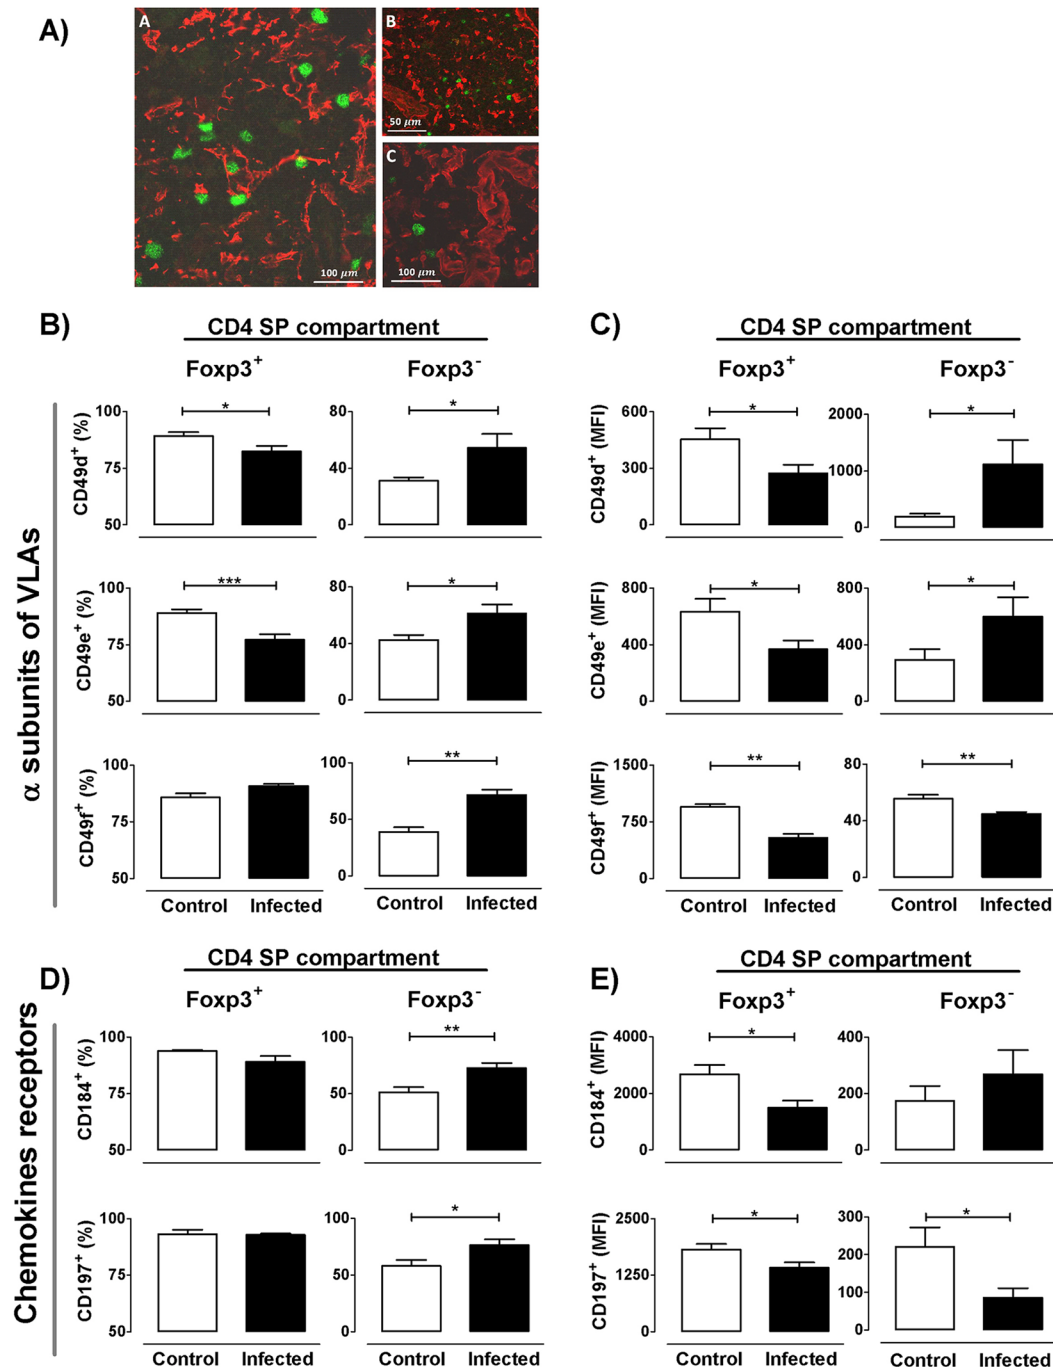 A)
A
B
50 μm
C
100 μm
100 μm
B)
CD4 SP compartment
Foxp3+
Foxp3-
C)
CD4 SP compartment
Foxp3+
Foxp3-
α subunits of VLAs
CD49d+ (%)
100
75
50
*
80
40
0
*
CD49d+ (MFI)
600
300
0
*
2000
1000
0
*
CD49e+ (%)
100
75
50
***
80
40
0
*
CD49e+ (MFI)
800
400
0
*
800
400
0
*
CD49f+ (%)
100
75
50
100
50
0
**
CD49f+ (MFI)
1500
750
0
**
80
40
0
**
Control Infected
Control Infected
Control Infected
Control Infected
D)
CD4 SP compartment
Foxp3+
Foxp3-
E)
CD4 SP compartment
Foxp3+
Foxp3-
Chemokines receptors
CD184+ (%)
100
75
50
100
50
0
**
CD184+ (MFI)
4000
2000
0
*
400
200
0
CD197+ (%)
100
75
50
100
50
0
*
CD197+ (MFI)
2500
1250
0
*
300
200
100
0
*
Control Infected
Control Infected
Control Infected
Control Infected